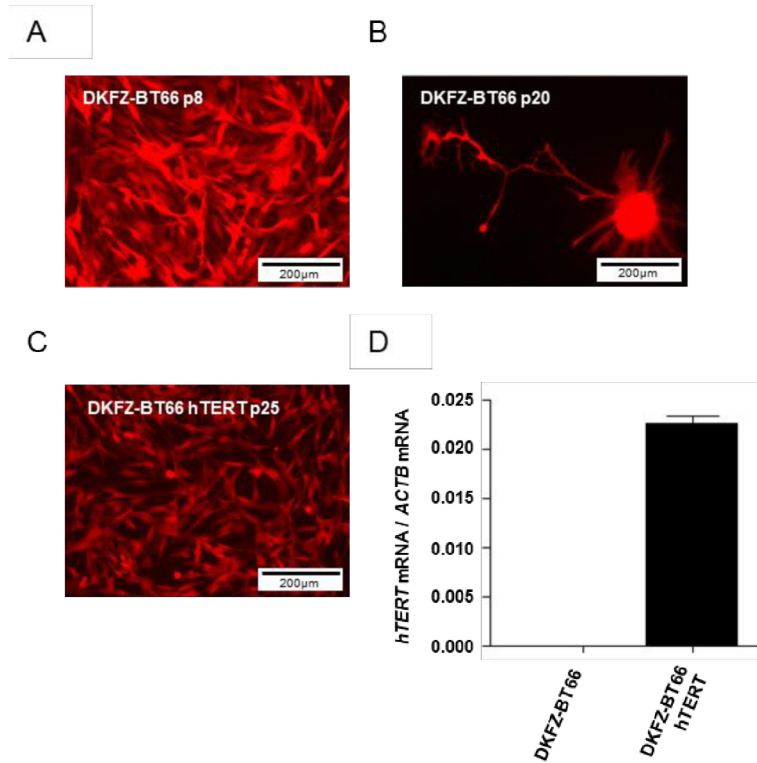 A
B
DKFZ-BT66 p8
200µm
DKFZ-BT66 p20
200µm
C
D
DKFZ-BT66 hTERT p25
200µm
hTERT mRNA / ACTB mRNA
0.025
0.020
0.015
0.010
0.005
0.000
DKFZ-BT66
DKFZ-BT66
hTERT